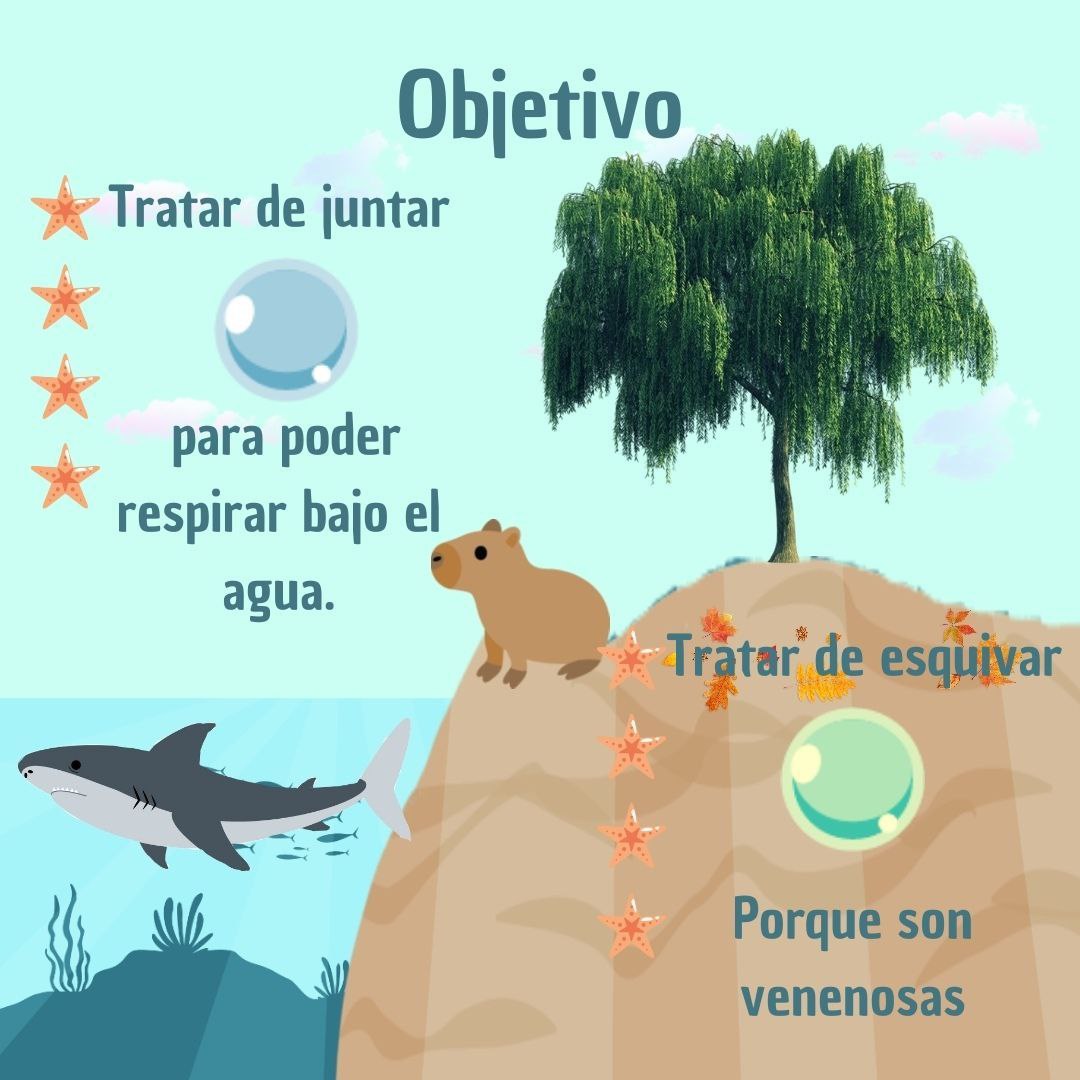 Objetivo
Tratar de juntar
para poder
respirar bajo el
agua.
Tratar de esquivar
Porque son
venenosas